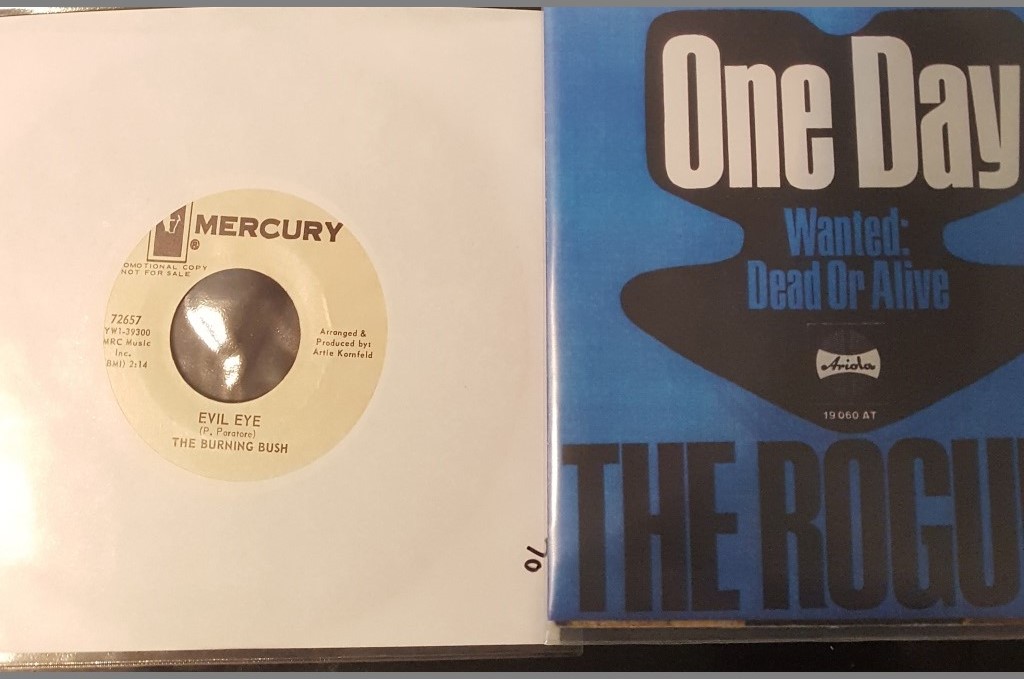 MERCURY
®
OMOTIONAL COPY
NOT FOR SALE
72657
YW1-39300
MRC Music
Inc.
BMI) 2:14
Arranged &
Produced by:
Artie Kornfeld
EVIL EYE
(P. Paratore)
THE BURNING BUSH
70
One Day
Wanted:
Dead Or Alive
Ariola
19 060 AT
THE ROGU